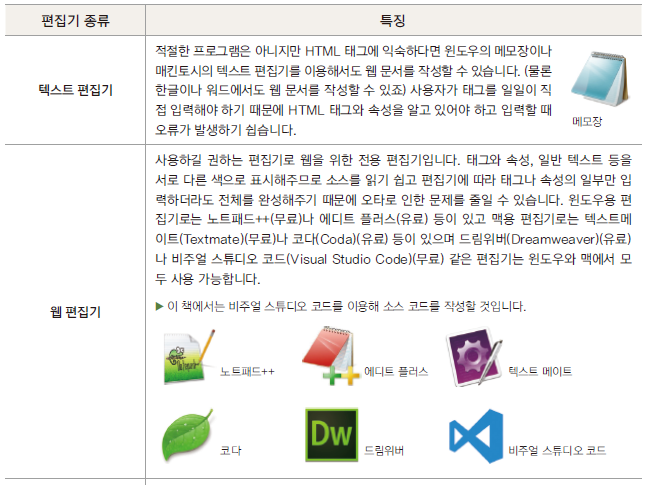 편집기 종류
특징
텍스트 편집기
적절한 프로그램은 아니지만 HTML 태그에 익숙하다면 윈도우의 메모장이나
매킨토시의 텍스트 편집기를 이용해서도 웹 문서를 작성할 수 있습니다. (물론
한글이나 워드에서도 웹 문서를 작성할 수 있죠) 사용자가 태그를 일일이 직
접 입력해야 하기 때문에 HTML 태그와 속성을 알고 있어야 하고 입력할 때
오류가 발생하기 쉽습니다.
메모장
웹 편집기
사용하길 권하는 편집기로 웹을 위한 전용 편집기입니다. 태그와 속성, 일반 텍스트 등을
서로 다른 색으로 표시해주므로 소스를 읽기 쉽고 편집기에 따라 태그나 속성의 일부만 입
력하더라도 전체를 완성해주기 때문에 오타로 인한 문제를 줄일 수 있습니다. 윈도우용 편
집기로는 노트패드++(무료)나 에디트 플러스(유료) 등이 있고 맥용 편집기로는 텍스트메
이트(Textmate)(무료)나 코다(Coda)(유료) 등이 있으며 드림위버(Dreamweaver)(유료)
나 비주얼 스튜디오 코드(Visual Studio Code)(무료) 같은 편집기는 윈도우와 맥에서 모
두 사용 가능합니다.
▶ 이 책에서는 비주얼 스튜디오 코드를 이용해 소스 코드를 작성할 것입니다.
노트패드++
에디트 플러스
텍스트 메이트
코다
Dw
드림위버
비주얼 스튜디오 코드